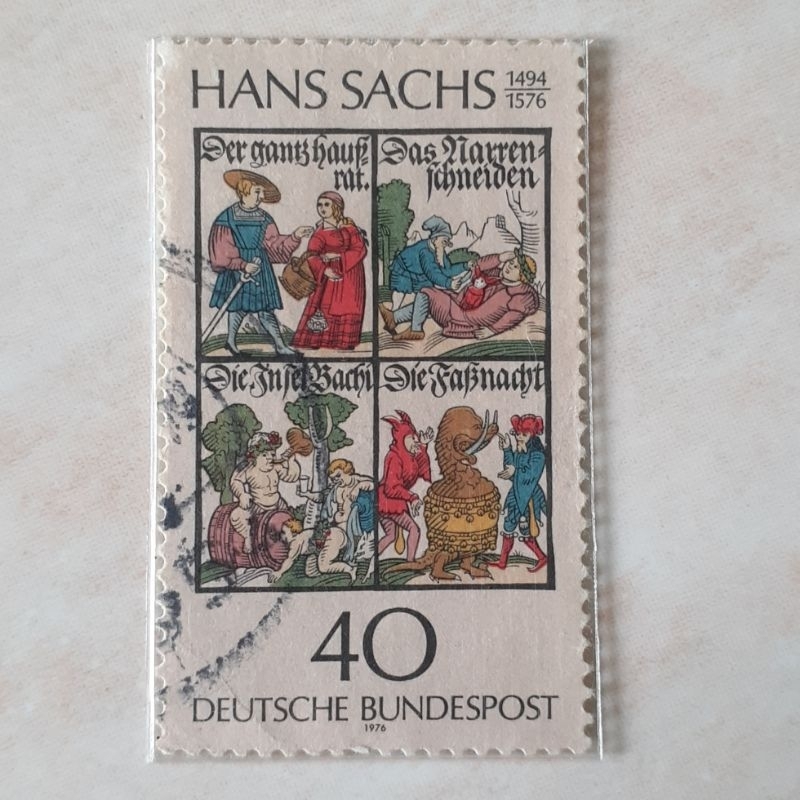 HANS SACHS 1494
1576
Der gantz hauß-
rat.
Das Narren-
schneiden
Die Insel Bachi
Die Faßnacht
40
DEUTSCHE BUNDESPOST
1976